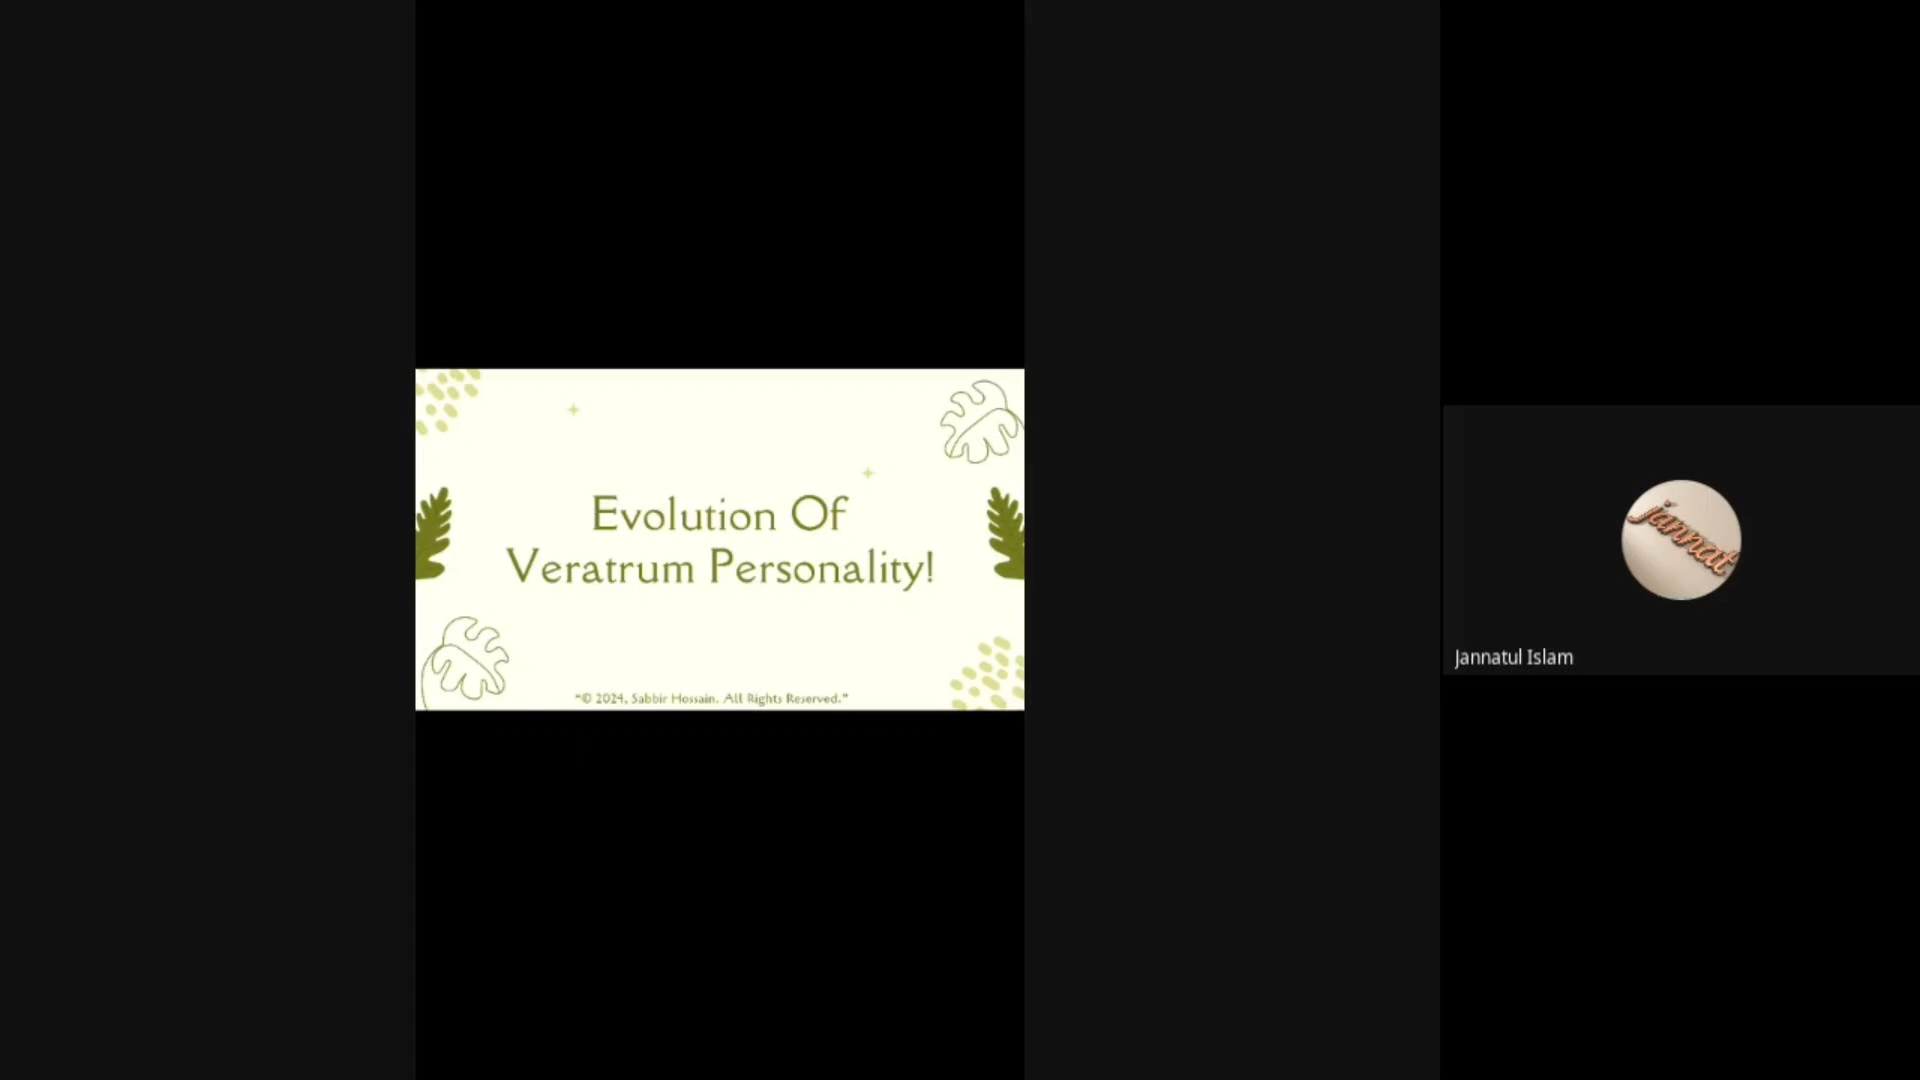 Evolution Of
Veratrum Personality!
"© 2024, Sabbir Hossain. All Rights Reserved."
jannat
Jannatul Islam